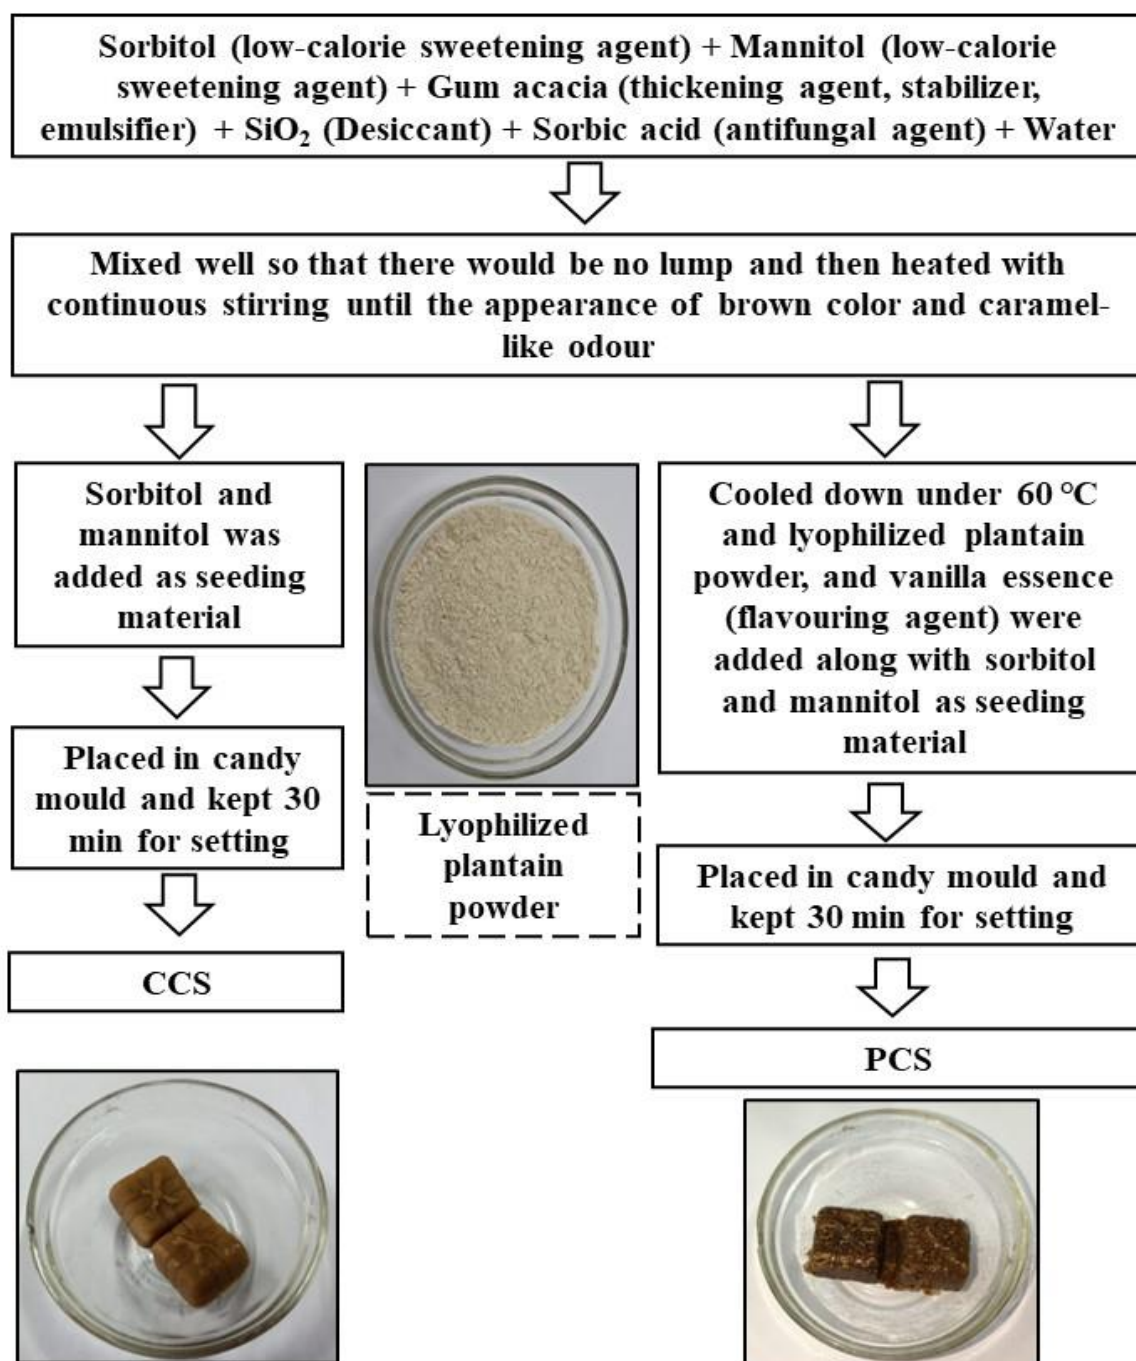 Sorbitol (low-calorie sweetening agent) + Mannitol (low-calorie
sweetening agent) + Gum acacia (thickening agent, stabilizer,
emulsifier) + SiO₂ (Desiccant) + Sorbic acid (antifungal agent) + Water
Mixed well so that there would be no lump and then heated with
continuous stirring until the appearance of brown color and caramel-
like odour
Sorbitol and
mannitol was
added as seeding
material
Placed in candy
mould and kept 30
min for setting
CCS
Lyophilized
plantain
powder
Cooled down under 60 °C
and lyophilized plantain
powder, and vanilla essence
(flavouring agent) were
added along with sorbitol
and mannitol as seeding
material
Placed in candy mould and
kept 30 min for setting
PCS